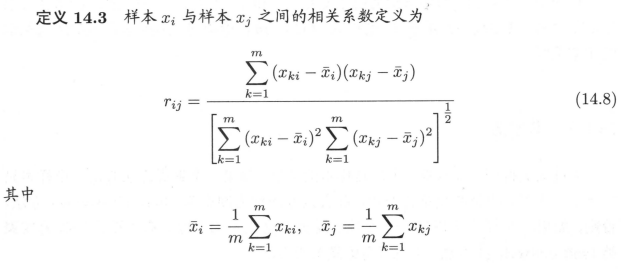 定义 14.3 样本 $x_i$ 与样本 $x_j$ 之间的相关系数定义为
$$r_{ij} = \frac{\sum_{k=1}^{m}(x_{ki} - \bar{x}_i)(x_{kj} - \bar{x}_j)}{\left[\sum_{k=1}^{m}(x_{ki} - \bar{x}_i)^2 \sum_{k=1}^{m}(x_{kj} - \bar{x}_j)^2\right]^{\frac{1}{2}}} \quad (14.8)$$
其中
$$\bar{x}_i = \frac{1}{m}\sum_{k=1}^{m} x_{ki}, \quad \bar{x}_j = \frac{1}{m}\sum_{k=1}^{m} x_{kj}$$